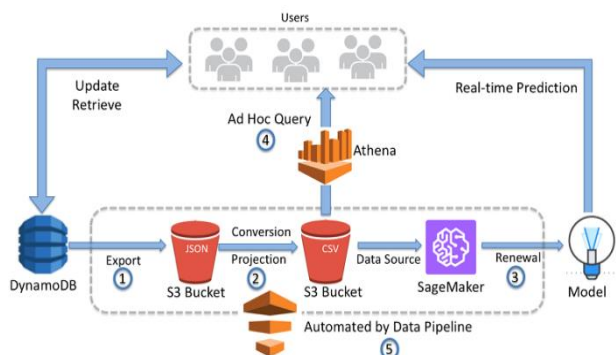 Users
Update
Retrieve
Real-time Prediction
Ad Hoc Query
4
Athena
JSON
Conversion
CSV
Export
Projection
Data Source
Renewal
1
2
3
DynamoDB
S3 Bucket
S3 Bucket
SageMaker
Model
Automated by Data Pipeline
5